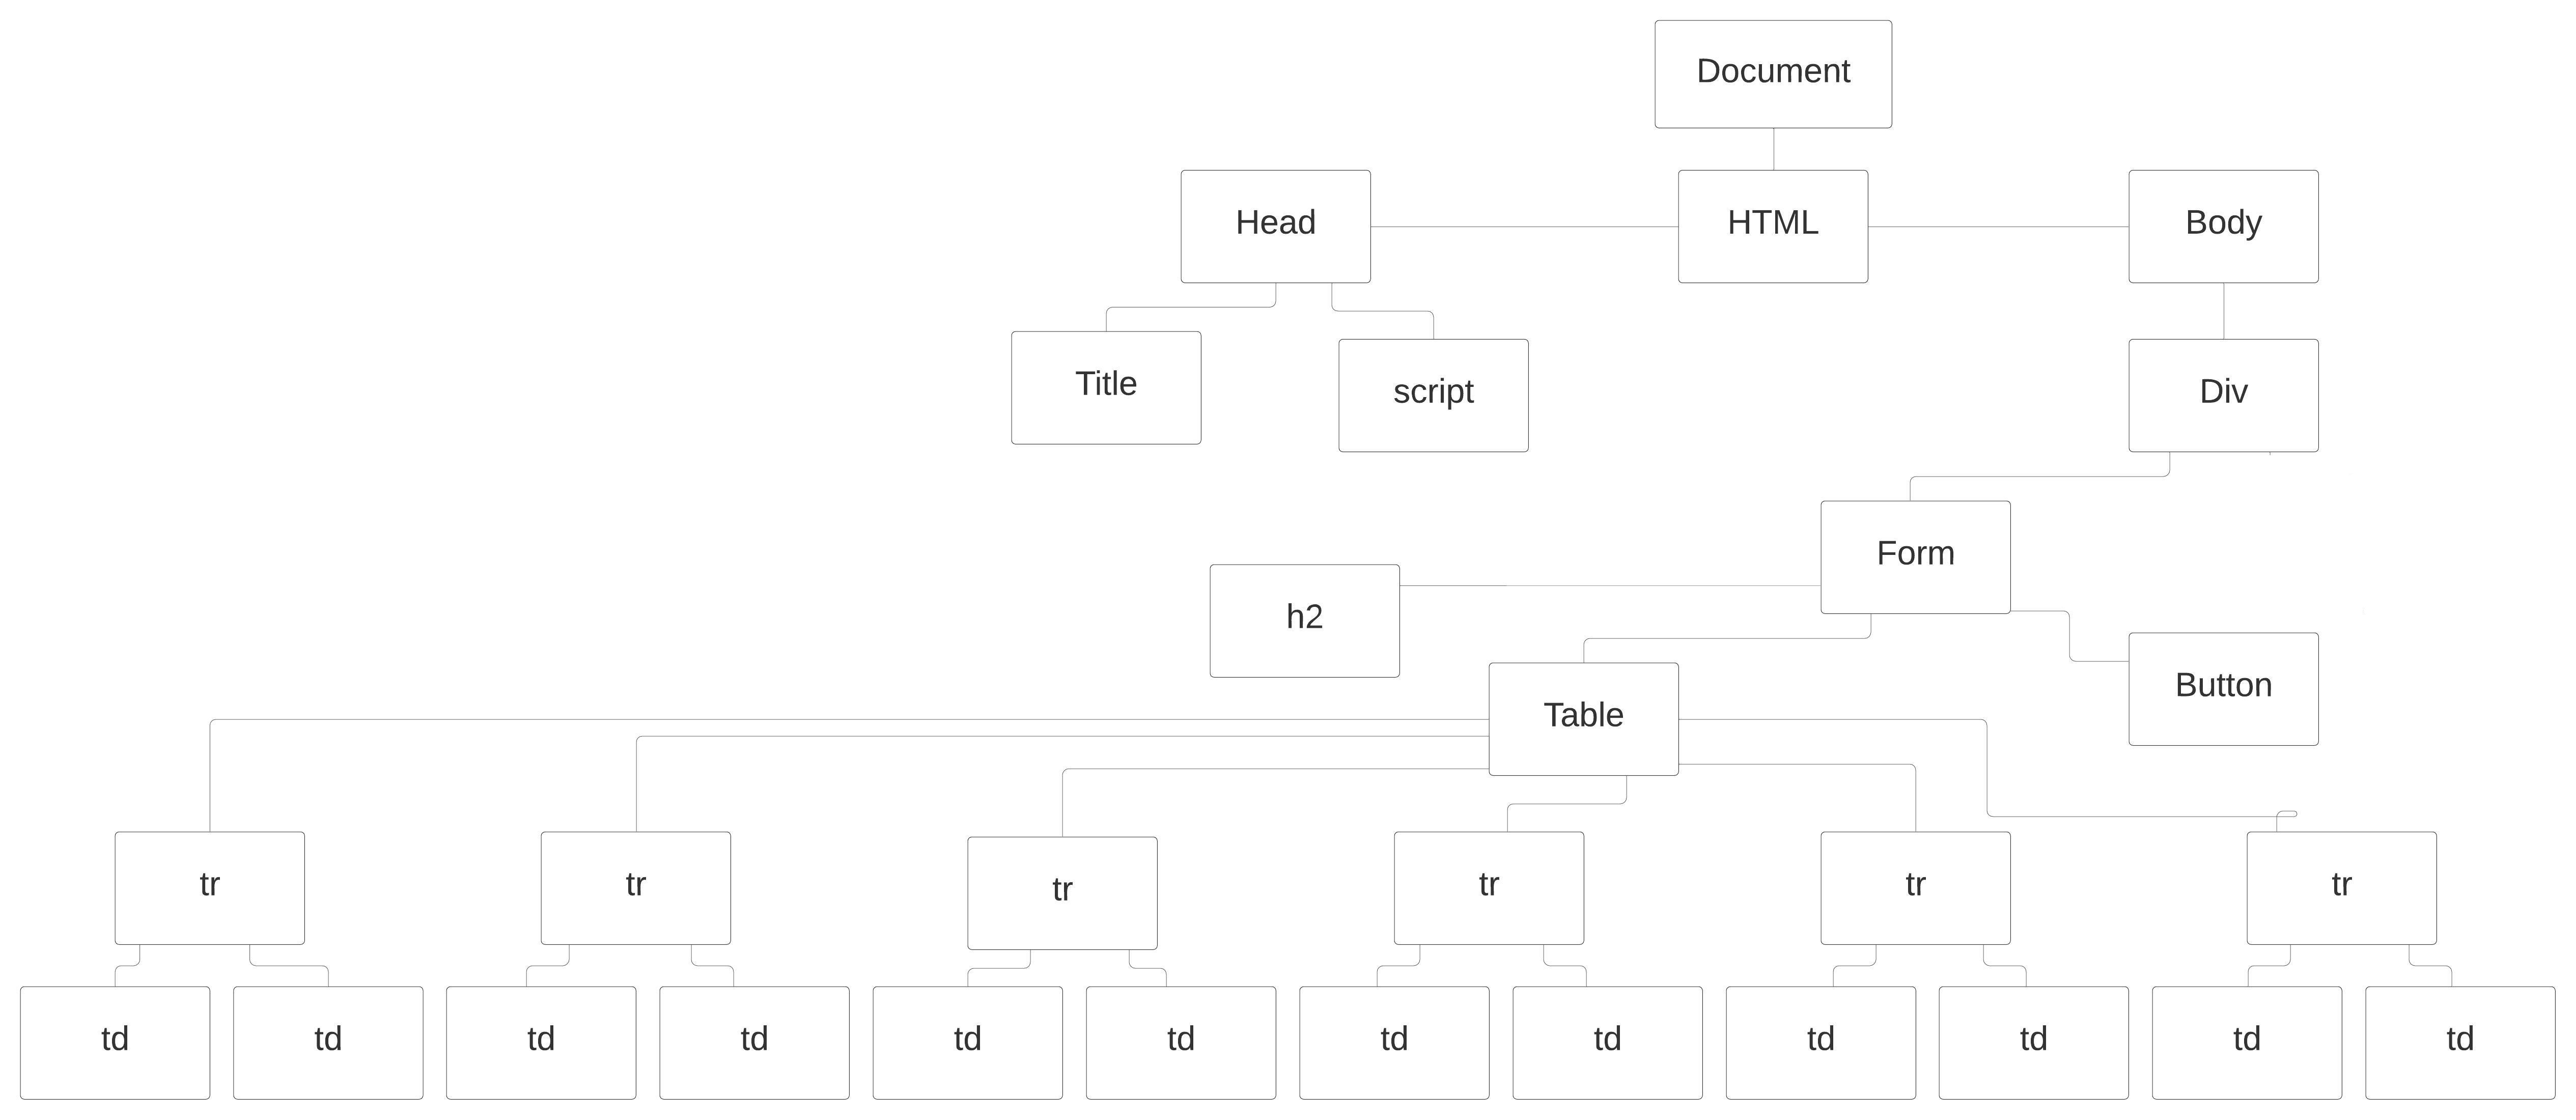 Document
Head
HTML
Body
Title
script
Div
Form
h2
Button
Table
tr
tr
tr
tr
tr
tr
td
td
td
td
td
td
td
td
td
td
td
td